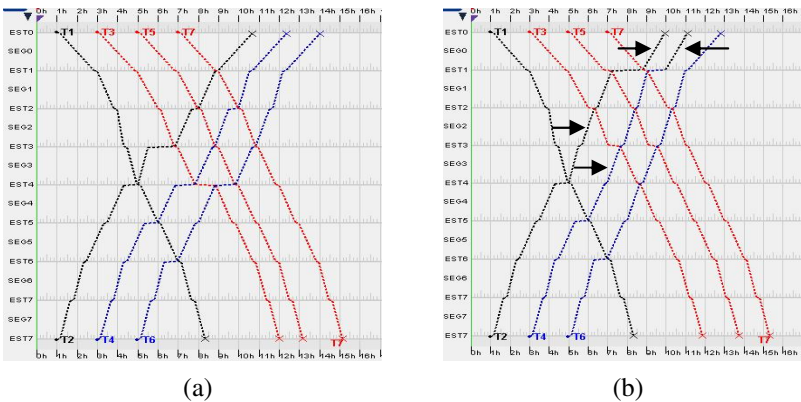 0h 1h 2h 3h 4h 5h 6h 7h 8h 9h 10h 11h 12h 13h 14h 15h 16h
EST0 T1 T3 T5 T7
SEG0
EST1
SEG1
EST2
SEG2
EST3
SEG3
EST4
SEG4
EST5
SEG5
EST6
SEG6
EST7
SEG7
EST7 T2 T4 T6 T7
0h 1h 2h 3h 4h 5h 6h 7h 8h 9h 10h 11h 12h 13h 14h 15h 16h
(a)
0h 1h 2h 3h 4h 5h 6h 7h 8h 9h 10h 11h 12h 13h 14h 15h 16h
EST0 T1 T3 T5 T7
SEG0
EST1
SEG1
EST2
SEG2
EST3
SEG3
EST4
SEG4
EST5
SEG5
EST6
SEG6
EST7
SEG7
EST7 T2 T4 T6 T7
0h 1h 2h 3h 4h 5h 6h 7h 8h 9h 10h 11h 12h 13h 14h 15h 16h
(b)